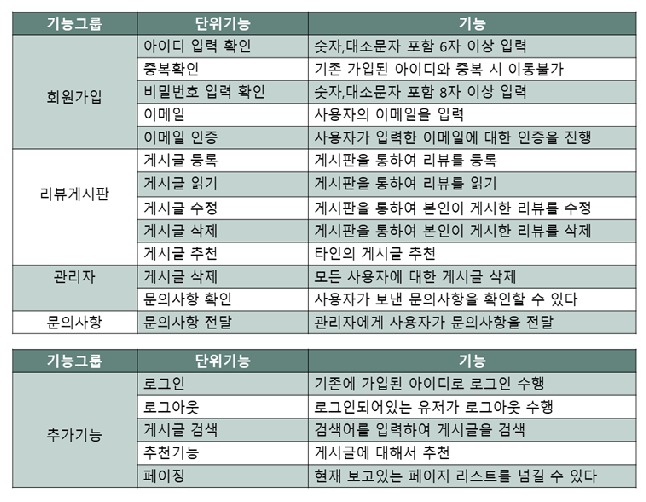 기능그룹 단위기능 기능
회원가입 아이디 입력 확인 숫자,대소문자 포함 6자 이상 입력
중복확인 기존 가입된 아이디와 중복 시 이동불가
비밀번호 입력 확인 숫자,대소문자 포함 8자 이상 입력
이메일 사용자의 이메일을 입력
이메일 인증 사용자가 입력한 이메일에 대한 인증을 진행
리뷰게시판 게시글 등록 게시판을 통하여 리뷰를 등록
게시글 읽기 게시판을 통하여 리뷰를 읽기
게시글 수정 게시판을 통하여 본인이 게시한 리뷰를 수정
게시글 삭제 게시판을 통하여 본인이 게시한 리뷰를 삭제
게시글 추천 타인의 게시글 추천
관리자 게시글 삭제 모든 사용자에 대한 게시글 삭제
문의사항 확인 사용자가 보낸 문의사항을 확인할 수 있다
문의사항 문의사항 전달 관리자에게 사용자가 문의사항을 전달
기능그룹 단위기능 기능
추가기능 로그인 기존에 가입된 아이디로 로그인 수행
로그아웃 로그인되어있는 유저가 로그아웃 수행
게시글 검색 검색어를 입력하여 게시글을 검색
추천기능 게시글에 대해서 추천
페이징 현재 보고있는 페이지 리스트를 넘길 수 있다